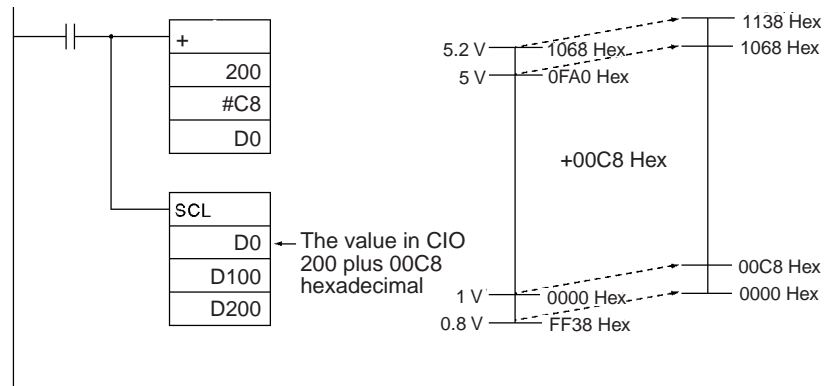 +
200
#C8
D0
SCL
D0
D100
D200
The value in CIO
200 plus 00C8
hexadecimal
5.2 V
1068 Hex
1138 Hex
5 V
0FA0 Hex
1068 Hex
+00C8 Hex
1 V
0000 Hex
00C8 Hex
0.8 V
FF38 Hex
0000 Hex